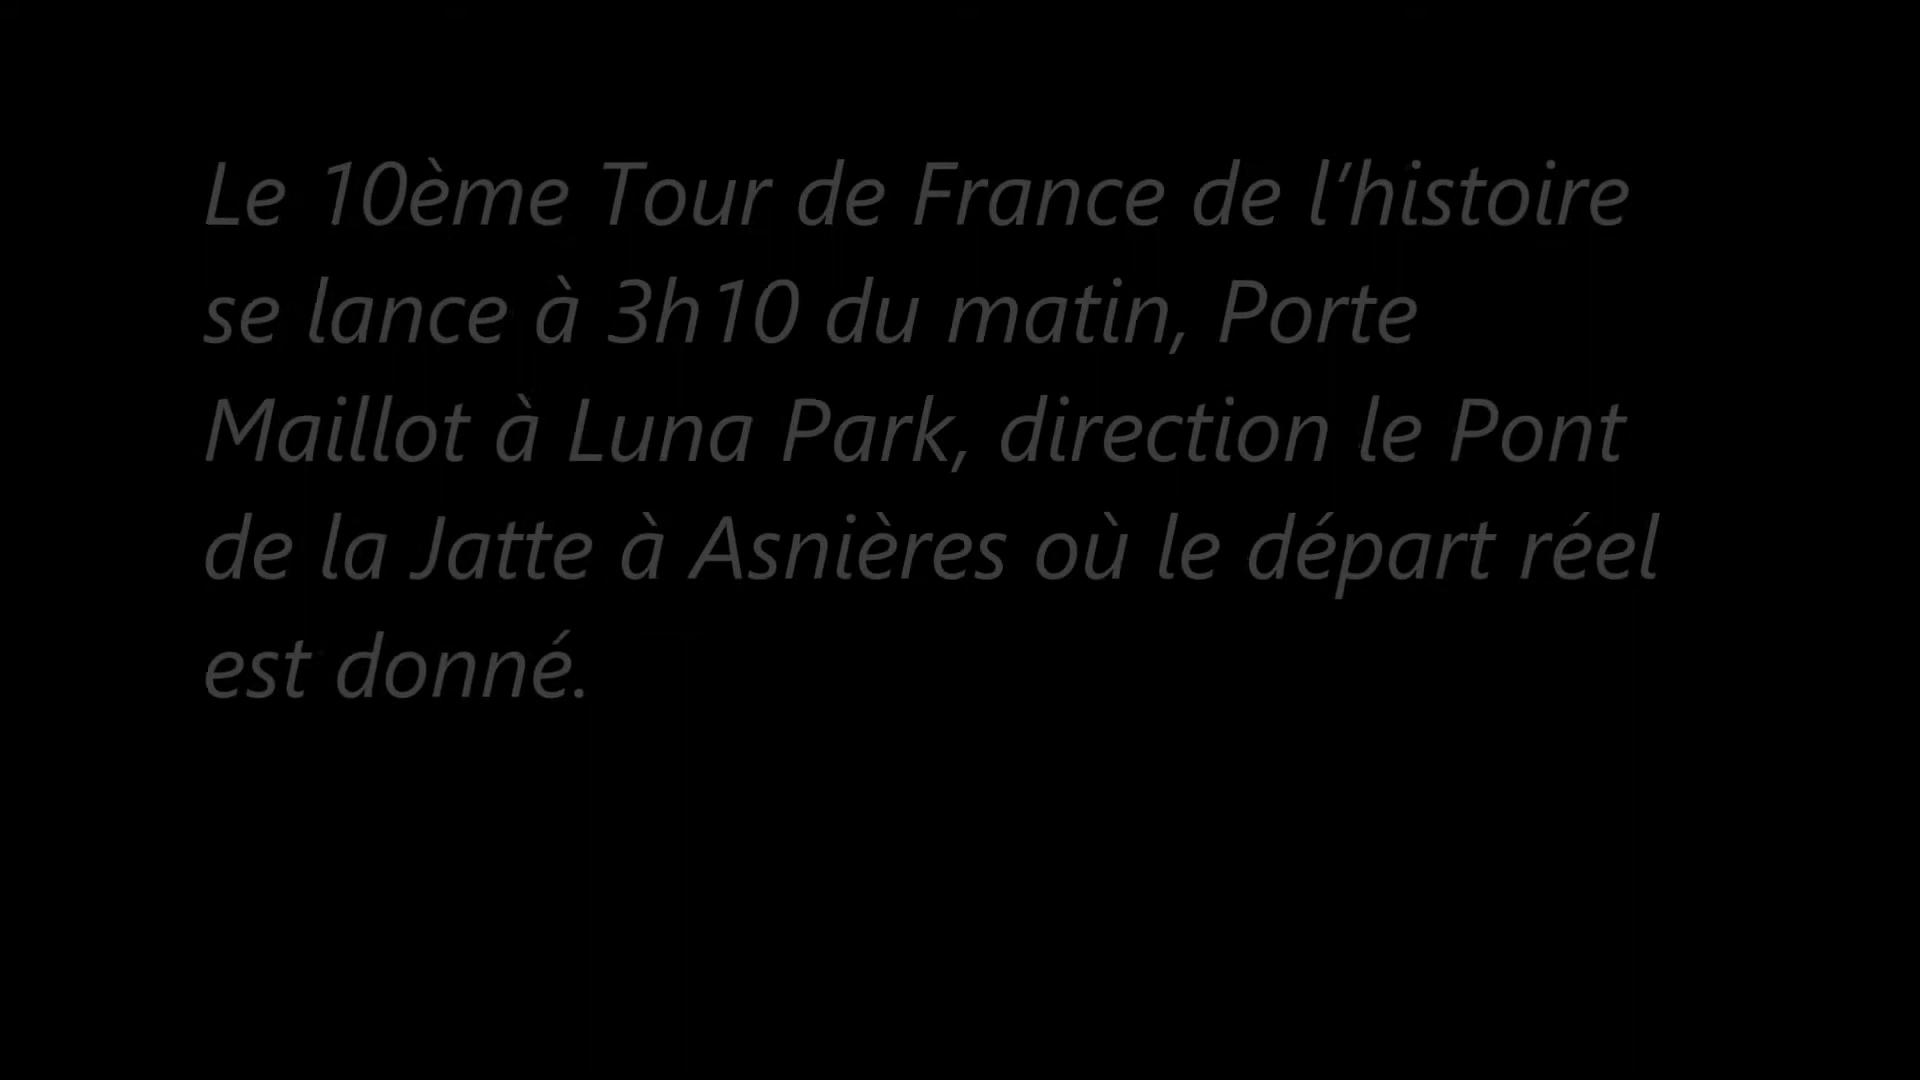 Le 10ème Tour de France de l‘histoire
se lance à 3h10 du matin, Porte
Maillot à Luna Park, direction le Pont
de la Jatte à Asnières où le départ réel
est donné.